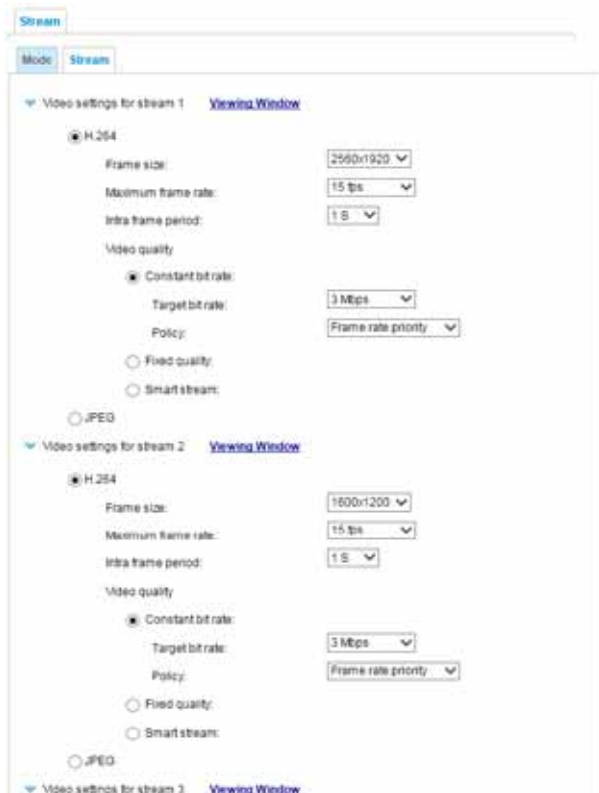 Stream
Mode Stream
Video settings for stream 1 Viewing Window
H.264
Frame size: 2560x1920
Maximum frame rate: 15 fps
Intra frame period: 1 S
Video quality
Constant bit rate:
Target bit rate: 3 Mbps
Policy: Frame rate priority
Fixed quality:
Smart stream:
JPEG
Video settings for stream 2 Viewing Window
H.264
Frame size: 1600x1200
Maximum frame rate: 15 fps
Intra frame period: 1 S
Video quality
Constant bit rate:
Target bit rate: 3 Mbps
Policy: Frame rate priority
Fixed quality:
Smart stream:
JPEG
Video settings for stream 3 Viewing Window